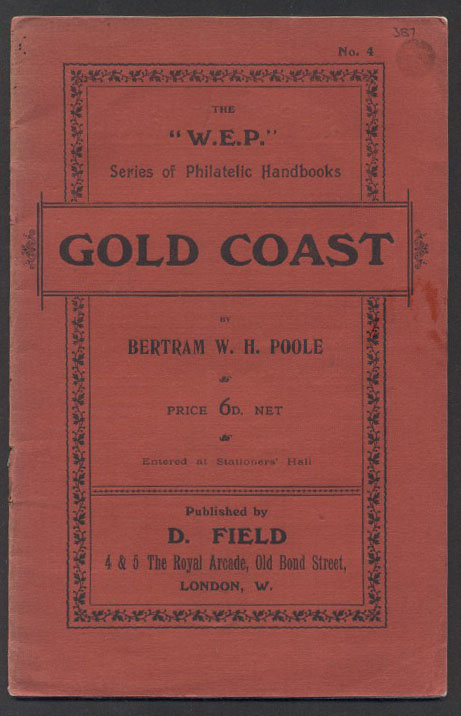 387
No. 4
THE
"W.E.P."
Series of Philatelic Handbooks
GOLD COAST
BY
BERTRAM W. H. POOLE
PRICE 6D. NET
Entered at Stationers' Hall
Published by
D. FIELD
4 & 5 The Royal Arcade, Old Bond Street,
LONDON, W.